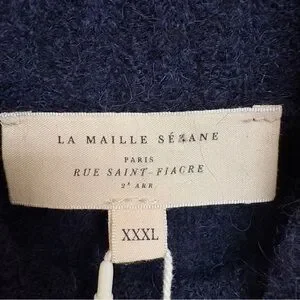 LA MAILLE SÉZANE
PARIS
RUE SAINT-FIACRE
2ᵉ ARR
XXXL